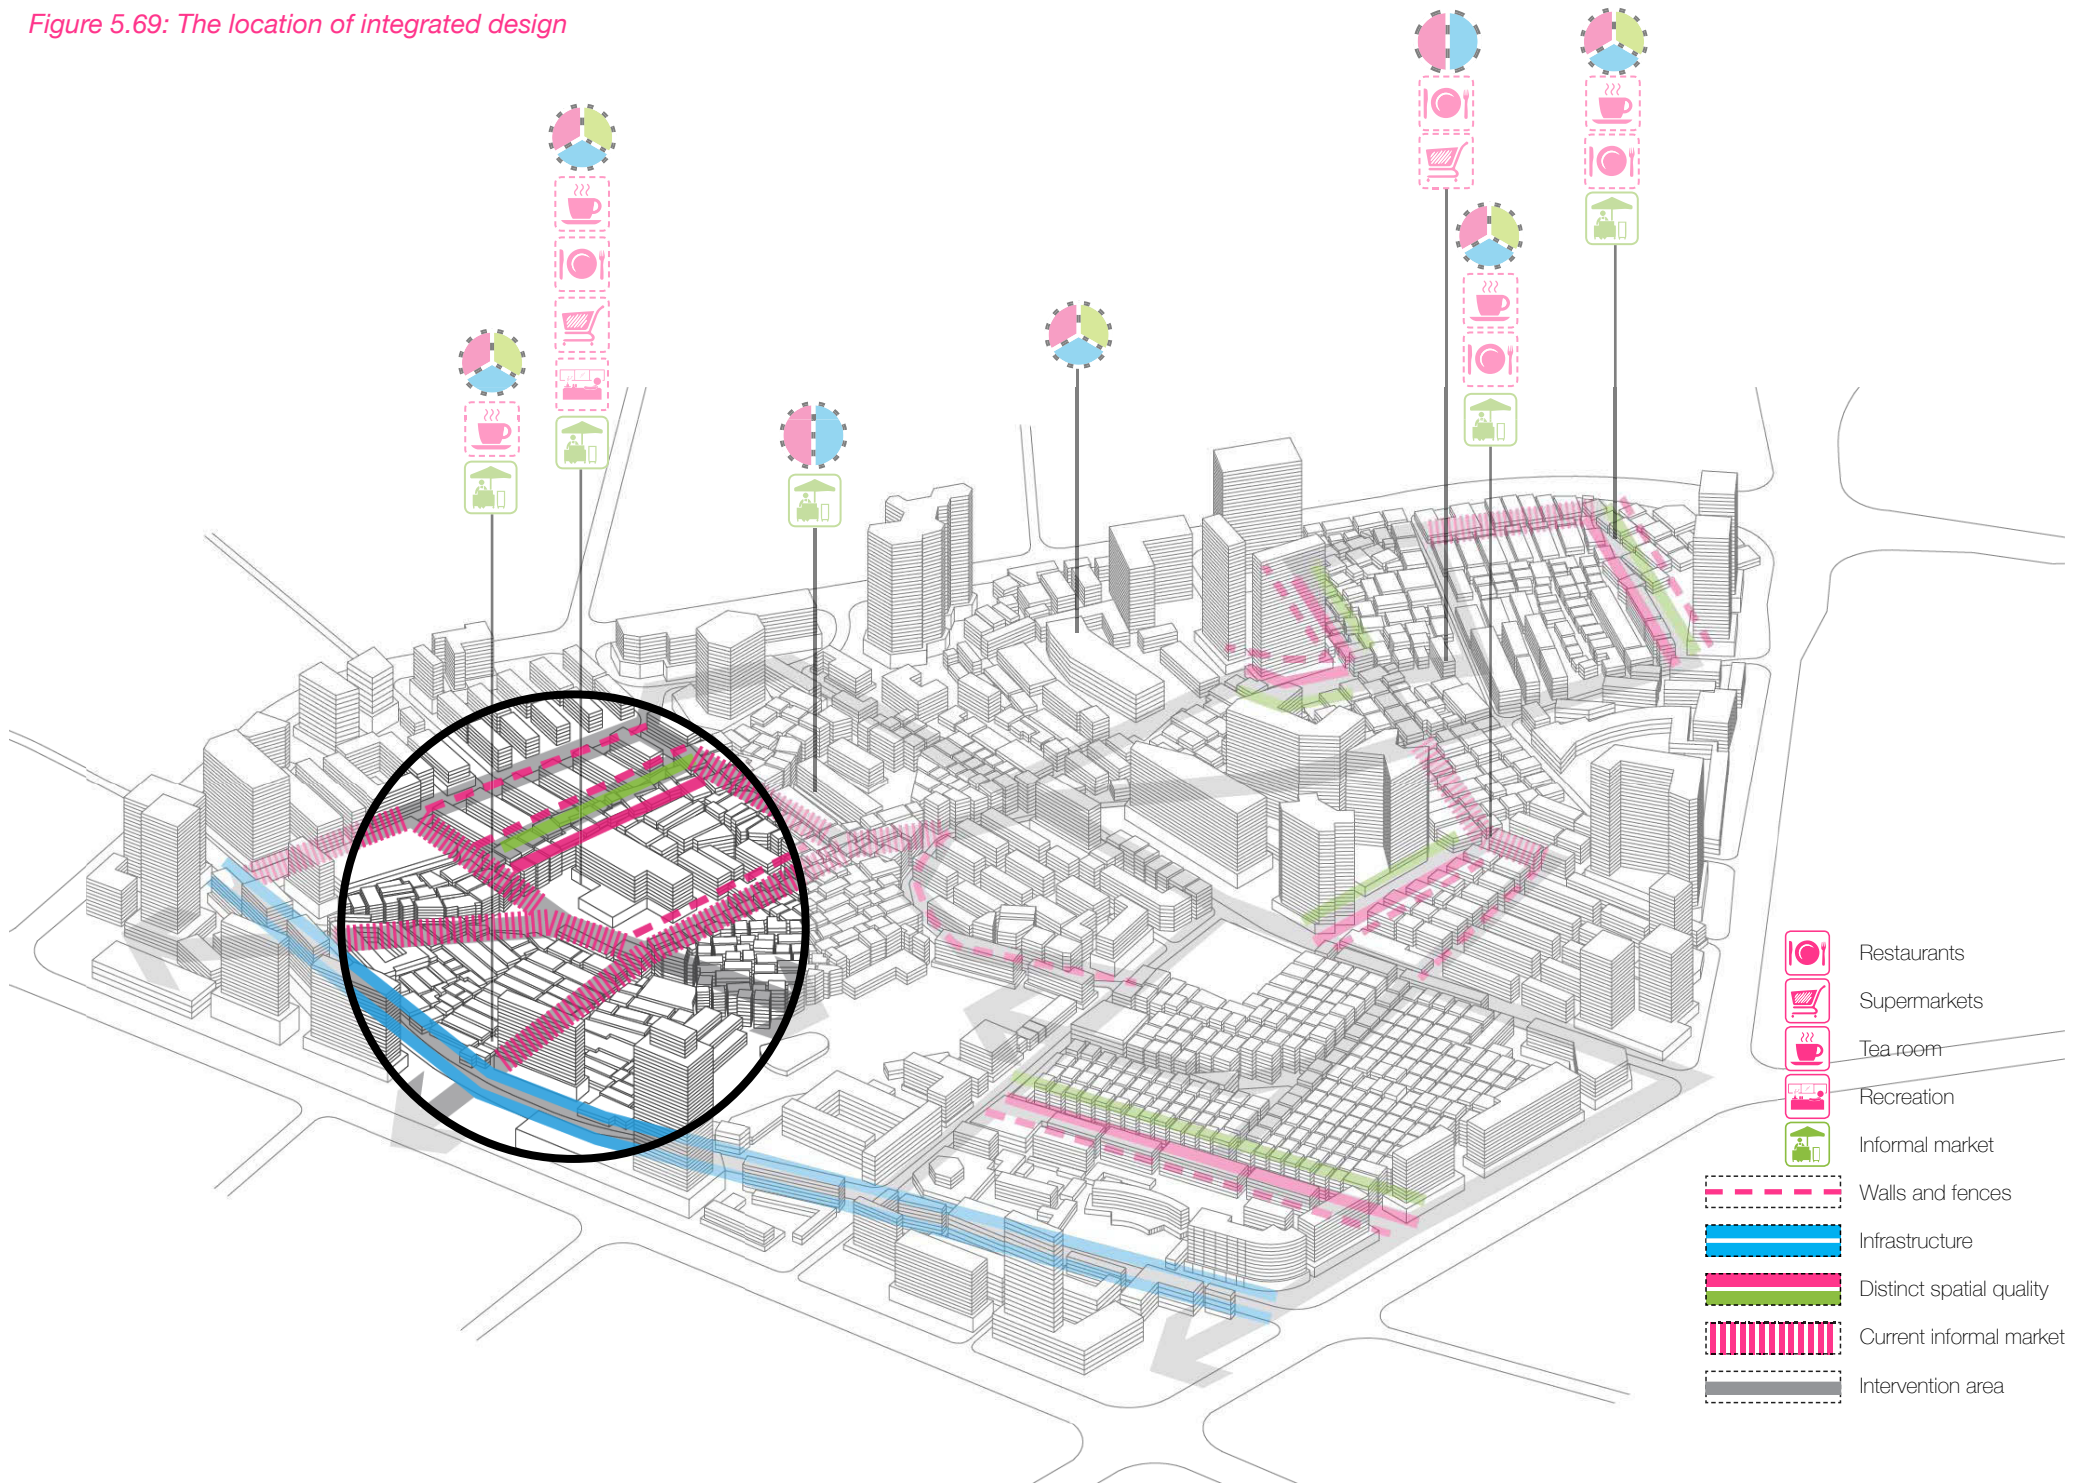 Figure 5.69: The location of integrated design
Restaurants
Supermarkets
Tea room
Recreation
Informal market
Walls and fences
Infrastructure
Distinct spatial quality
Current informal market
Intervention area